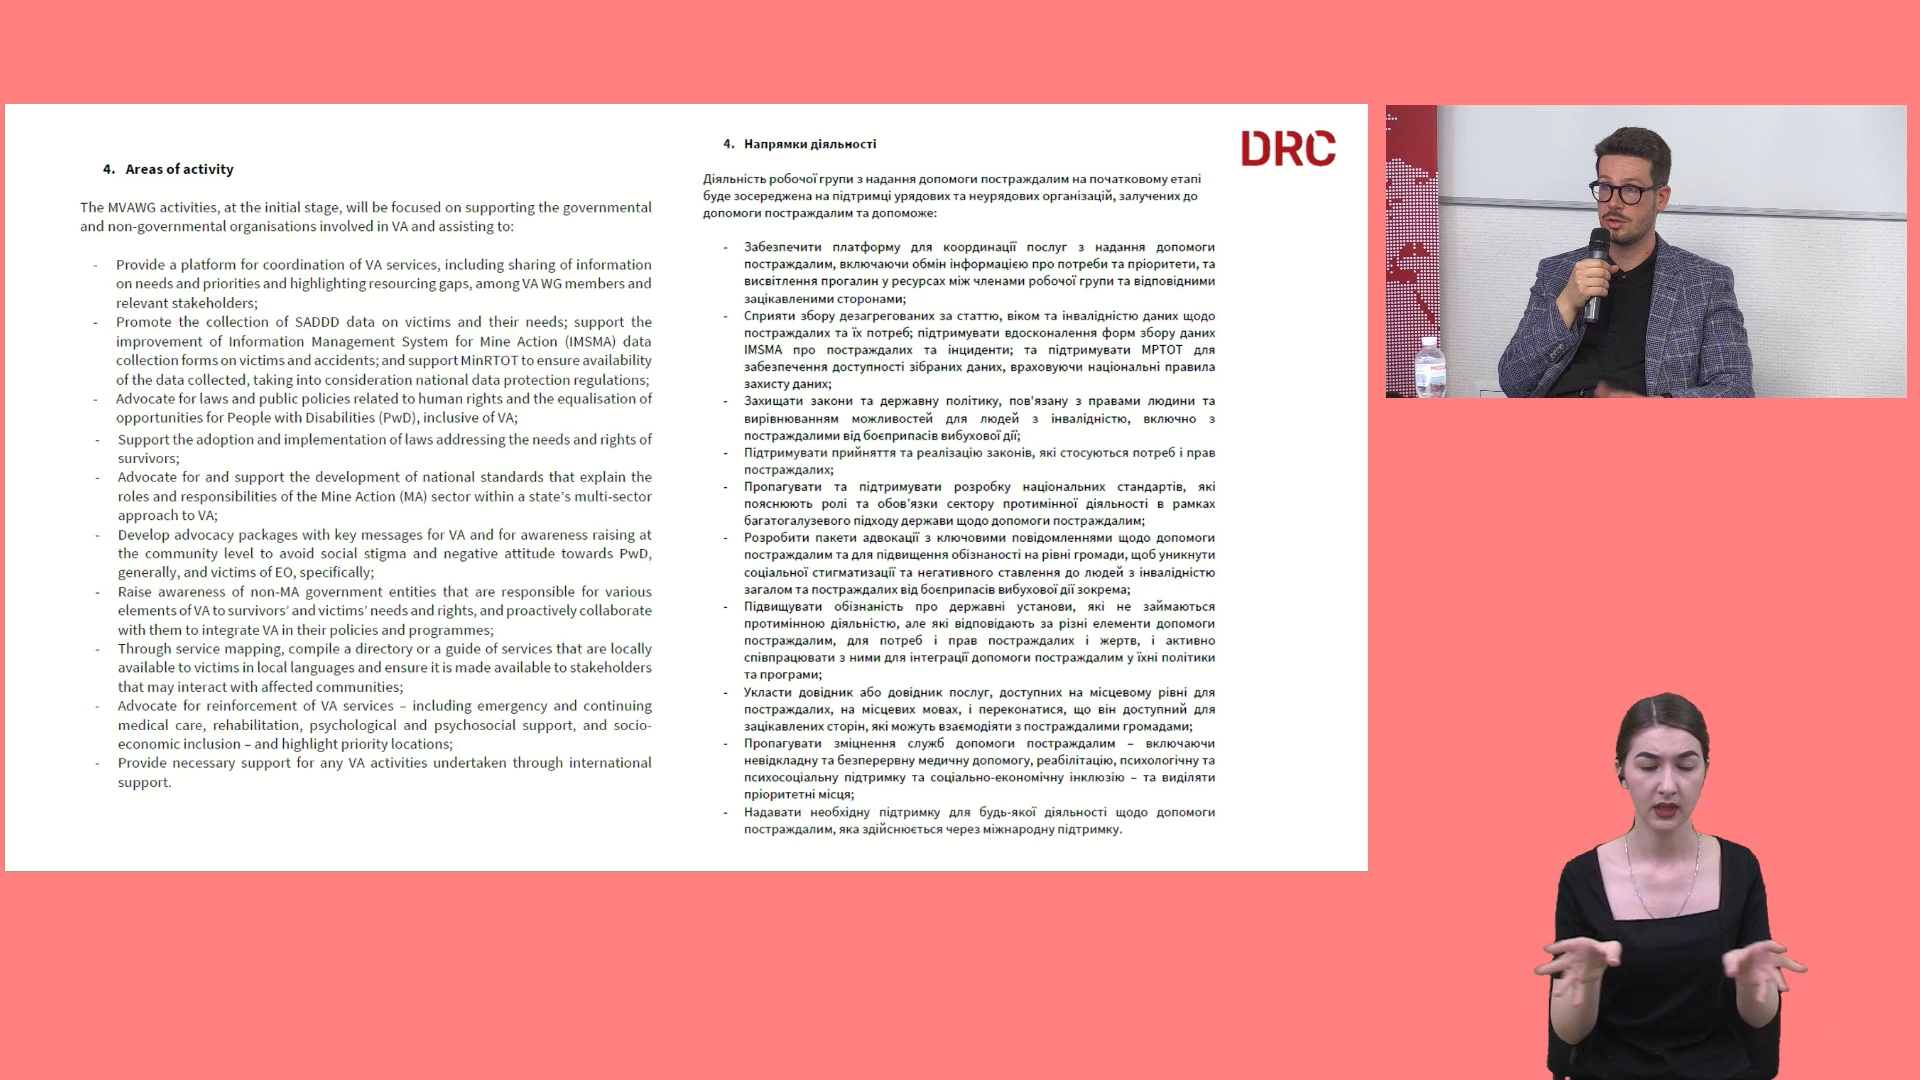 4. Areas of activity
The MVAWG activities, at the initial stage, will be focused on supporting the governmental
and non-governmental organisations involved in VA and assisting to:
- Provide a platform for coordination of VA services, including sharing of information
on needs and priorities and highlighting resourcing gaps, among VA WG members and
relevant stakeholders;
- Promote the collection of SADDD data on victims and their needs; support the
improvement of Information Management System for Mine Action (IMSMA) data
collection forms on victims and accidents; and support MinRTOT to ensure availability
of the data collected, taking into consideration national data protection regulations;
- Advocate for laws and public policies related to human rights and the equalisation of
opportunities for People with Disabilities (PwD), inclusive of VA;
- Support the adoption and implementation of laws addressing the needs and rights of
survivors;
- Advocate for and support the development of national standards that explain the
roles and responsibilities of the Mine Action (MA) sector within a state's multi-sector
approach to VA;
- Develop advocacy packages with key messages for VA and for awareness raising at
the community level to avoid social stigma and negative attitude towards PwD,
generally, and victims of EO, specifically;
- Raise awareness of non-MA government entities that are responsible for various
elements of VA to survivors' and victims' needs and rights, and proactively collaborate
with them to integrate VA in their policies and programmes;
- Through service mapping, compile a directory or a guide of services that are locally
available to victims in local languages and ensure it is made available to stakeholders
that may interact with affected communities;
- Advocate for reinforcement of VA services – including emergency and continuing
medical care, rehabilitation, psychological and psychosocial support, and socio-
economic inclusion – and highlight priority locations;
- Provide necessary support for any VA activities undertaken through international
support.
4. Напрямки діяльності
Діяльність робочої групи з надання допомоги постраждалим на початковому етапі
буде зосереджена на підтримці урядових та неурядових організацій, залучених до
допомоги постраждалим та допоможе:
- Забезпечити платформу для координації послуг з надання допомоги
постраждалим, включаючи обмін інформацією про потреби та пріоритети, та
висвітлення прогалин у ресурсах між членами робочої групи та відповідними
зацікавленими сторонами;
- Сприяти збору дезагрегованих за статтю, віком та інвалідністю даних щодо
постраждалих та їх потреб; підтримувати вдосконалення форм збору даних
IMSMA про постраждалих та інциденти; та підтримувати МРТОТ для
забезпечення доступності зібраних даних, враховуючи національні правила
захисту даних;
- Захищати закони та державну політику, пов'язану з правами людини та
вирівнюванням можливостей для людей з інвалідністю, включно з
постраждалими від боєприпасів вибухової дії;
- Підтримувати прийняття та реалізацію законів, які стосуються потреб і прав
постраждалих;
- Пропагувати та підтримувати розробку національних стандартів, які
пояснюють ролі та обов'язки сектору протимінної діяльності в рамках
багатогалузевого підходу держави щодо допомоги постраждалим;
- Розробити пакети адвокації з ключовими повідомленнями щодо допомоги
постраждалим та для підвищення обізнаності на рівні громади, щоб уникнути
соціальної стигматизації та негативного ставлення до людей з інвалідністю
загалом та постраждалих від боєприпасів вибухової дії зокрема;
- Підвищувати обізнаність про державні установи, які не займаються
протимінною діяльністю, але які відповідають за різні елементи допомоги
постраждалим, для потреб і прав постраждалих і жертв, і активно
співпрацювати з ними для інтеграції допомоги постраждалим у їхні політики
та програми;
- Укласти довідник або довідник послуг, доступних на місцевому рівні для
постраждалих, на місцевих мовах, і переконатися, що він доступний для
зацікавлених сторін, які можуть взаємодіяти з постраждалими громадами;
- Пропагувати зміцнення служб допомоги постраждалим – включаючи
невідкладну та безперервну медичну допомогу, реабілітацію, психологічну та
психосоціальну підтримку та соціально-економічну інклюзію – та виділяти
пріоритетні місця;
- Надавати необхідну підтримку для будь-якої діяльності щодо допомоги
постраждалим, яка здійснюється через міжнародну підтримку.
DRC